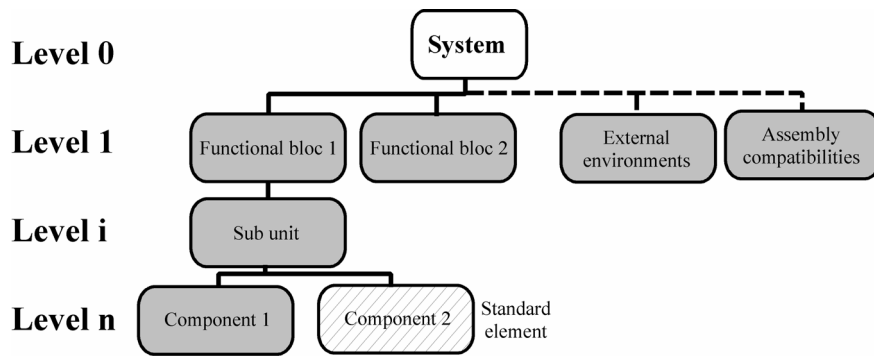 Level 0
System
Level 1
Functional bloc 1
Functional bloc 2
External
environments
Assembly
compatibilities
Level i
Sub unit
Level n
Component 1
Component 2
Standard
element